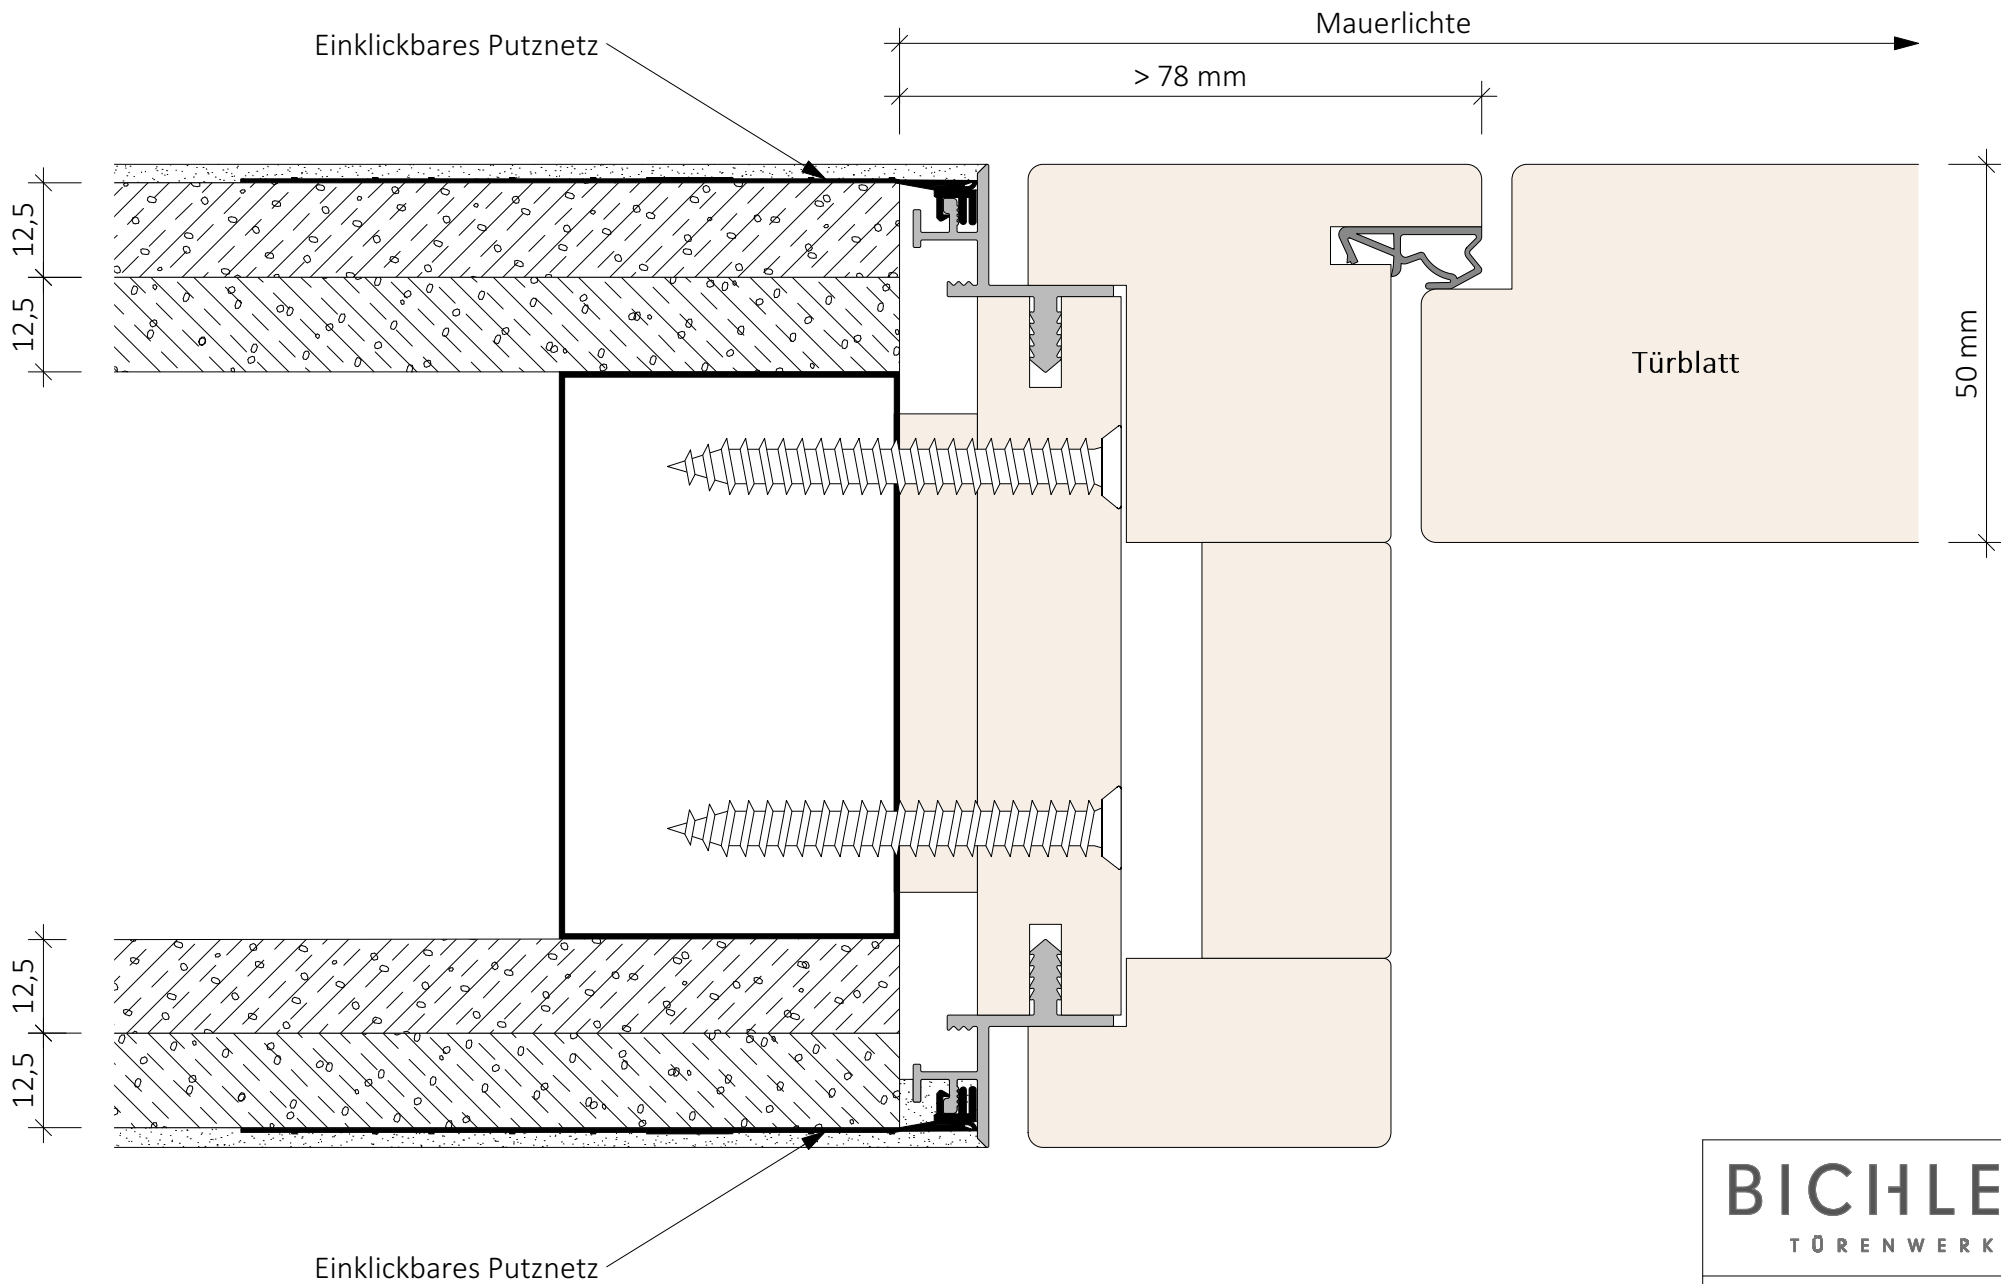 Mauerlichte
Einklickbares Putznetz
> 78 mm
12,5
12,5
Türblatt
50 mm
12,5
12,5
BICHLE
TÜRENWERK
Einklickbares Putznetz